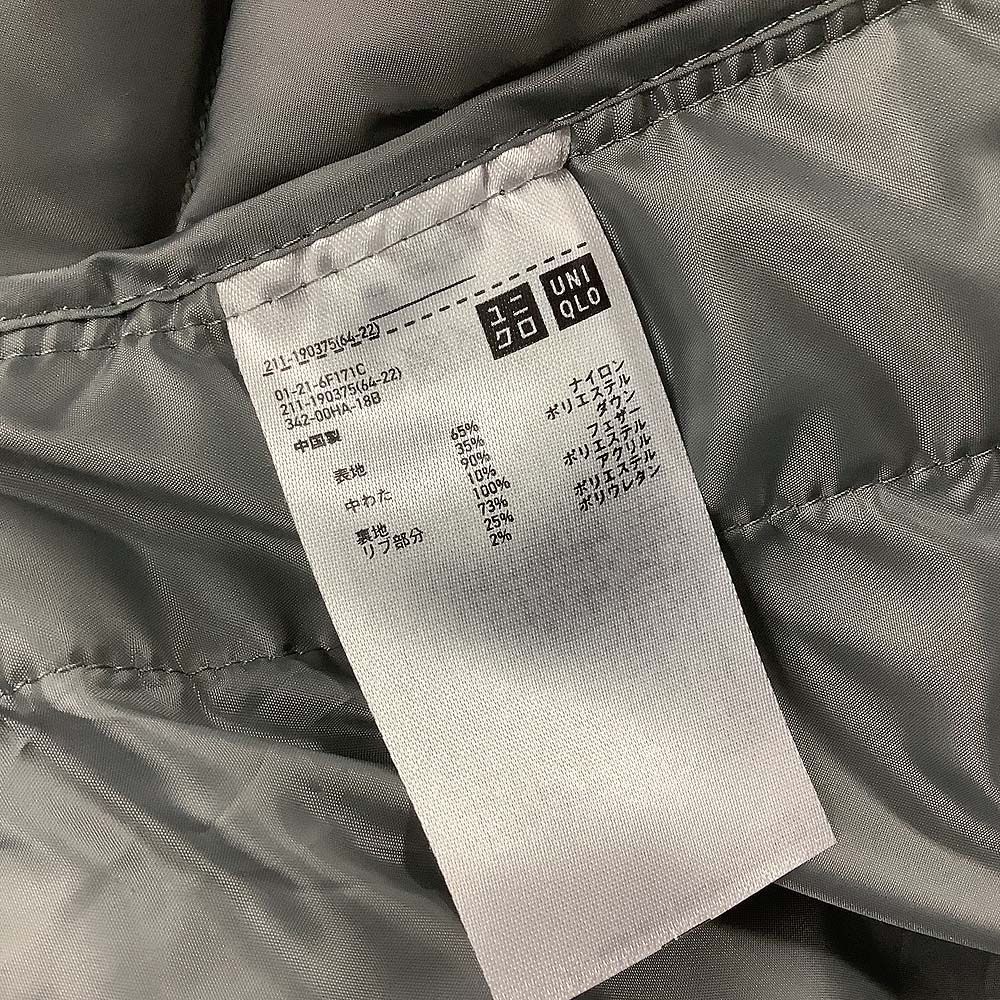 211-190375(64-22)
ユニクロ
UNIQLO
01-21-6F171C
211-190375(64-22)
342-00HA-18B
中国製
表地 65% ナイロン
35% ポリエステル
中わた 90% ダウン
10% フェザー
裏地 100% ポリエステル
リブ部分 73% アクリル
25% ポリエステル
2% ポリウレタン